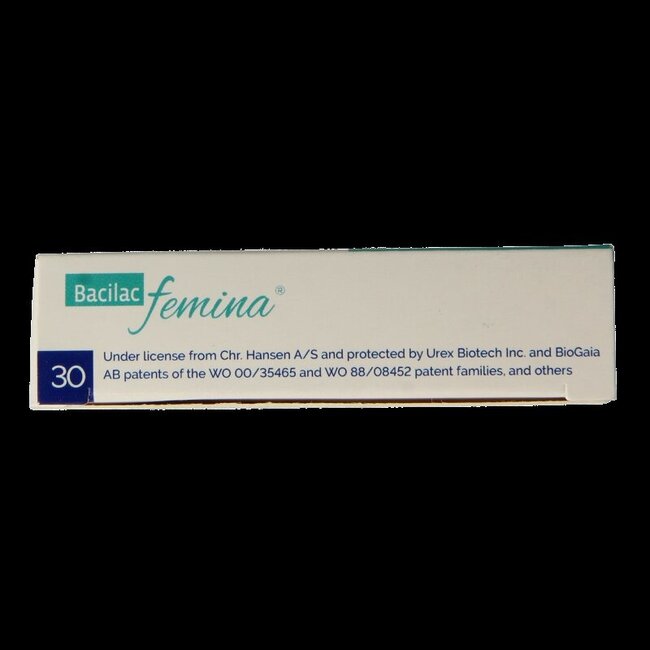 Bacilac femina®
30
Under license from Chr. Hansen A/S and protected by Urex Biotech Inc. and BioGaia
AB patents of the WO 00/35465 and WO 88/08452 patent families, and others